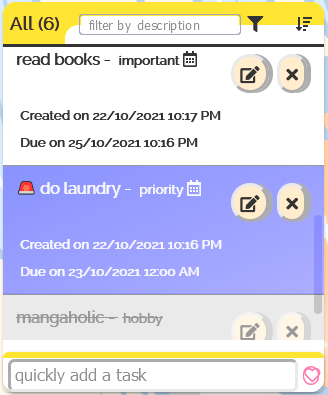 All (6) filter by description
read books - important
Created on 22/10/2021 10:17 PM
Due on 25/10/2021 10:16 PM
do laundry - priority
Created on 22/10/2021 10:16 PM
Due on 23/10/2021 12:00 AM
mangaholic - hobby
quickly add a task